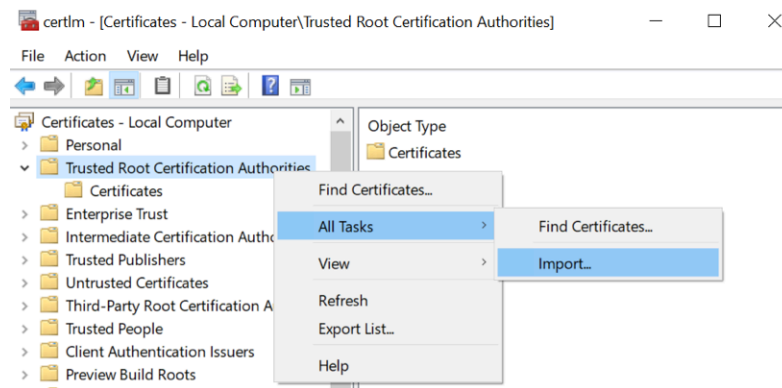 certlm - [Certificates - Local Computer\Trusted Root Certification Authorities]
File Action View Help
Certificates - Local Computer
Personal
Trusted Root Certification Authorities
Certificates
Enterprise Trust
Intermediate Certification Autho
Trusted Publishers
Untrusted Certificates
Third-Party Root Certification A
Trusted People
Client Authentication Issuers
Preview Build Roots
Object Type
Certificates
Find Certificates...
All Tasks
View
Refresh
Export List...
Help
Find Certificates...
Import...